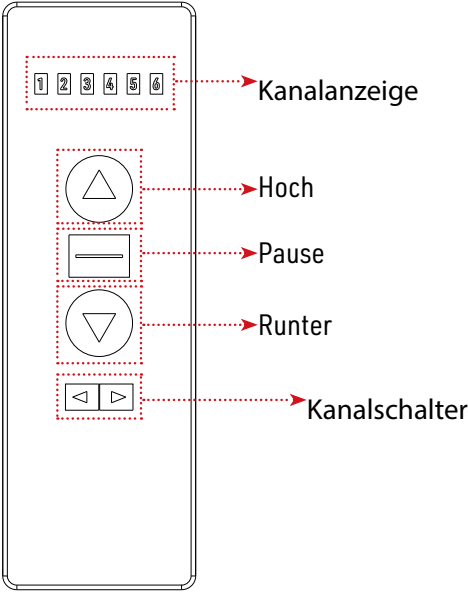 1 2 3 4 5 6
Kanalanzeige
Hoch
Pause
Runter
Kanalschalter